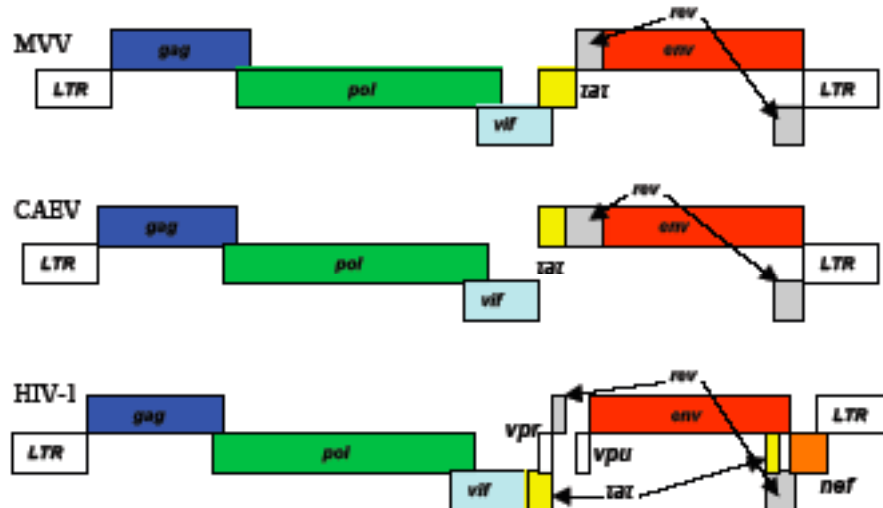 rev
MVV
gag
env
LTR
pol
tat
LTR
vif
rev
CAEV
gag
env
LTR
pol
tat
LTR
vif
rev
HIV-1
gag
env
LTR
vpr
LTR
pol
vpu
vif
tat
nef